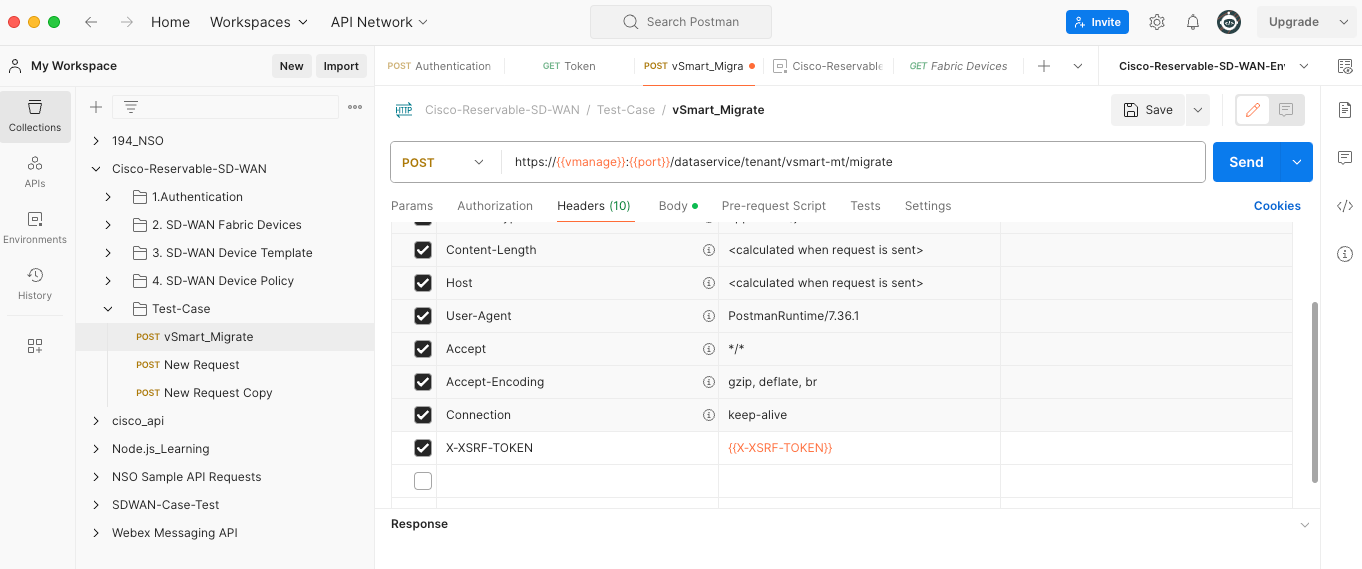 Home Workspaces API Network Search Postman Invite Upgrade
My Workspace New Import
POST Authentication GET Token POST vSmart_Migra Cisco-Reservable GET Fabric Devices Cisco-Reservable-SD-WAN-En
Collections
APIs
Environments
History
194_NSO
Cisco-Reservable-SD-WAN
1.Authentication
2. SD-WAN Fabric Devices
3. SD-WAN Device Template
4. SD-WAN Device Policy
Test-Case
POST vSmart_Migrate
POST New Request
POST New Request Copy
cisco_api
Node.js_Learning
NSO Sample API Requests
SDWAN-Case-Test
Webex Messaging API
HTTP Cisco-Reservable-SD-WAN / Test-Case / vSmart_Migrate Save
POST https://{{vmanage}}:{{port}}/dataservice/tenant/vsmart-mt/migrate Send
Params Authorization Headers (10) Body Pre-request Script Tests Settings Cookies
Content-Length <calculated when request is sent>
Host <calculated when request is sent>
User-Agent PostmanRuntime/7.36.1
Accept */*
Accept-Encoding gzip, deflate, br
Connection keep-alive
X-XSRF-TOKEN {{X-XSRF-TOKEN}}
Response